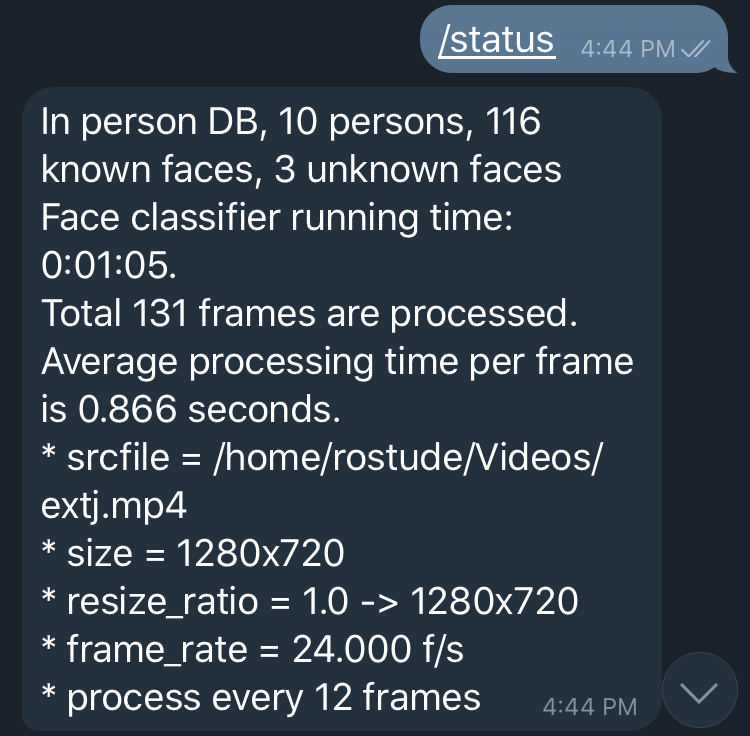 /status 4:44 PM
In person DB, 10 persons, 116
known faces, 3 unknown faces
Face classifier running time:
0:01:05.
Total 131 frames are processed.
Average processing time per frame
is 0.866 seconds.
* srcfile = /home/rostude/Videos/
extj.mp4
* size = 1280x720
* resize_ratio = 1.0 -> 1280x720
* frame_rate = 24.000 f/s
* process every 12 frames 4:44 PM